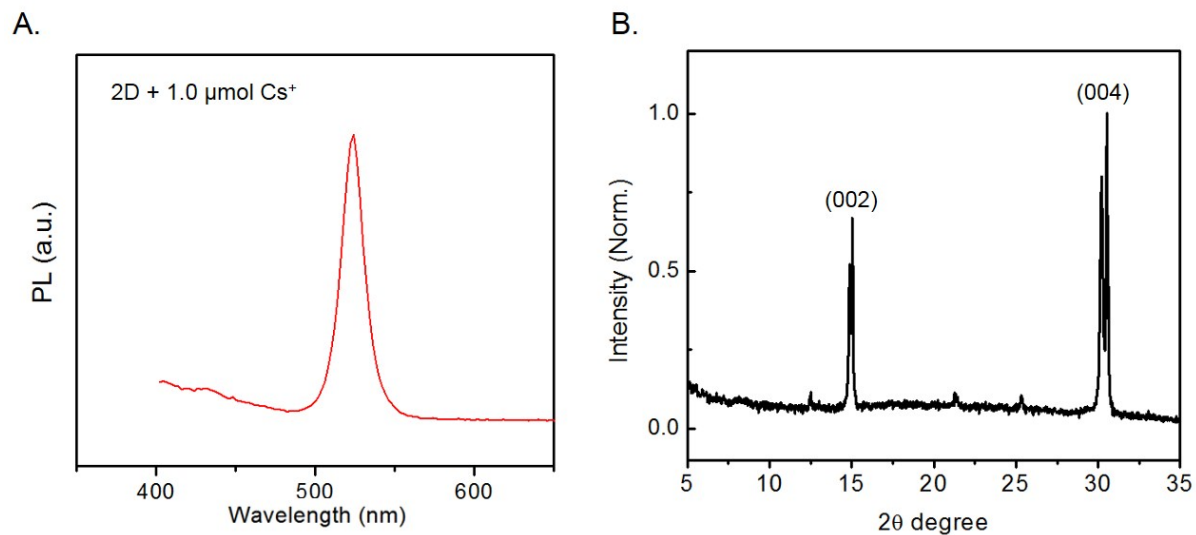 A.
2D + 1.0 µmol Cs⁺
PL (a.u.)
400 500 600
Wavelength (nm)
B.
(002)
(004)
Intensity (Norm.)
1.0
0.5
0.0
5 10 15 20 25 30 35
2θ degree